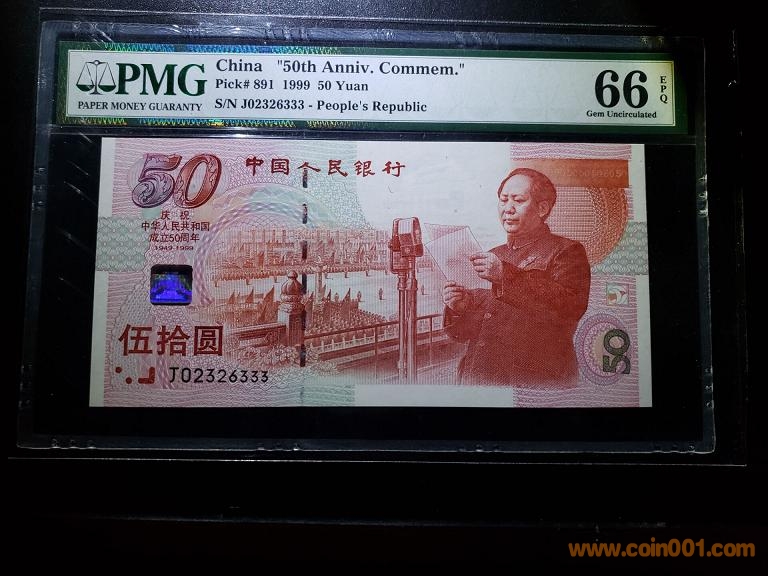 PMG
PAPER MONEY GUARANTY
China "50th Anniv. Commem."
Pick# 891 1999 50 Yuan
S/N J02326333 - People's Republic
66 EPQ
Gem Uncirculated
50
中国人民银行
庆祝
中华人民共和国
成立50周年
1949-1999
伍拾圆
J02326333
50
www.coin001.com